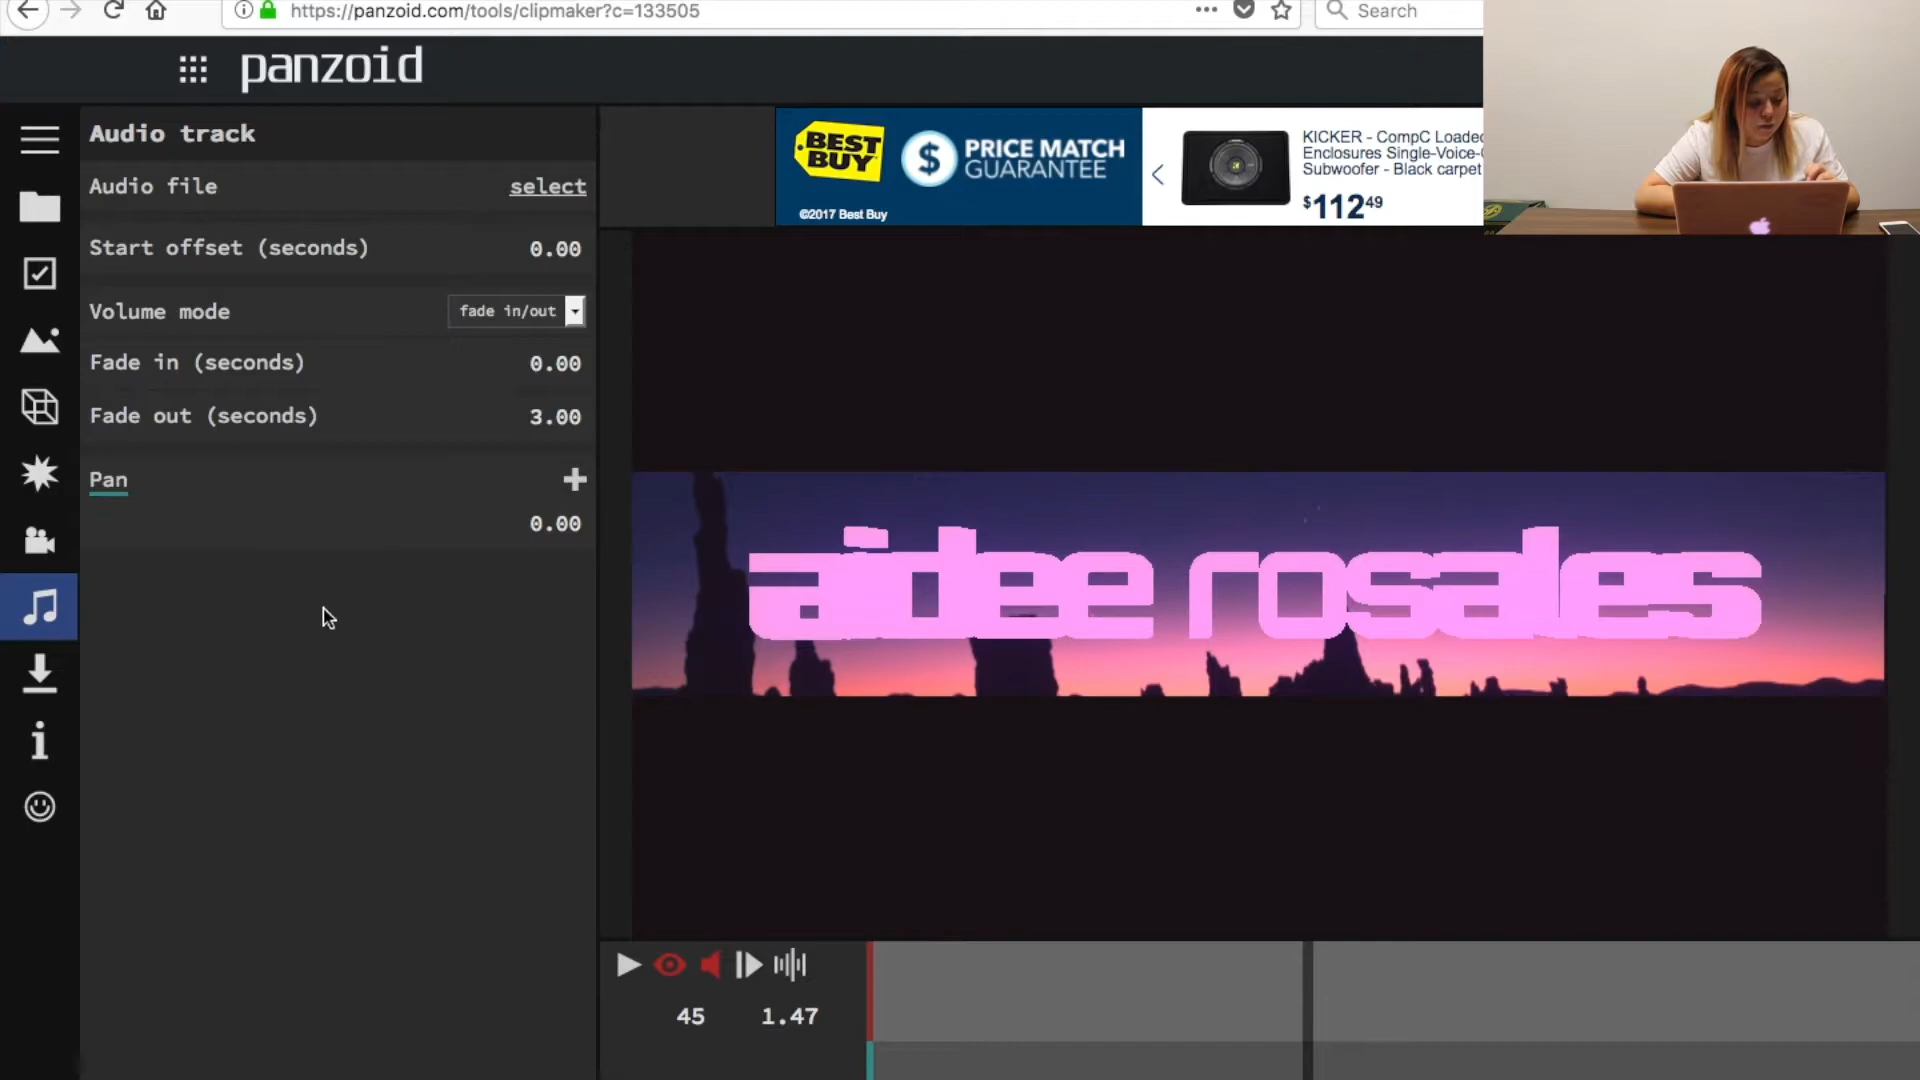 https://panzoid.com/tools/clipmaker?c=133505
Search
panzoid
Audio track
Audio file
select
Start offset (seconds)
0.00
Volume mode
fade in/out
Fade in (seconds)
0.00
Fade out (seconds)
3.00
Pan
0.00
BEST BUY
$
PRICE MATCH
GUARANTEE
©2017 Best Buy
KICKER - CompC Loaded
Enclosures Single-Voice-
Subwoofer - Black carpet
$112 49
aidee rosales
45
1.47